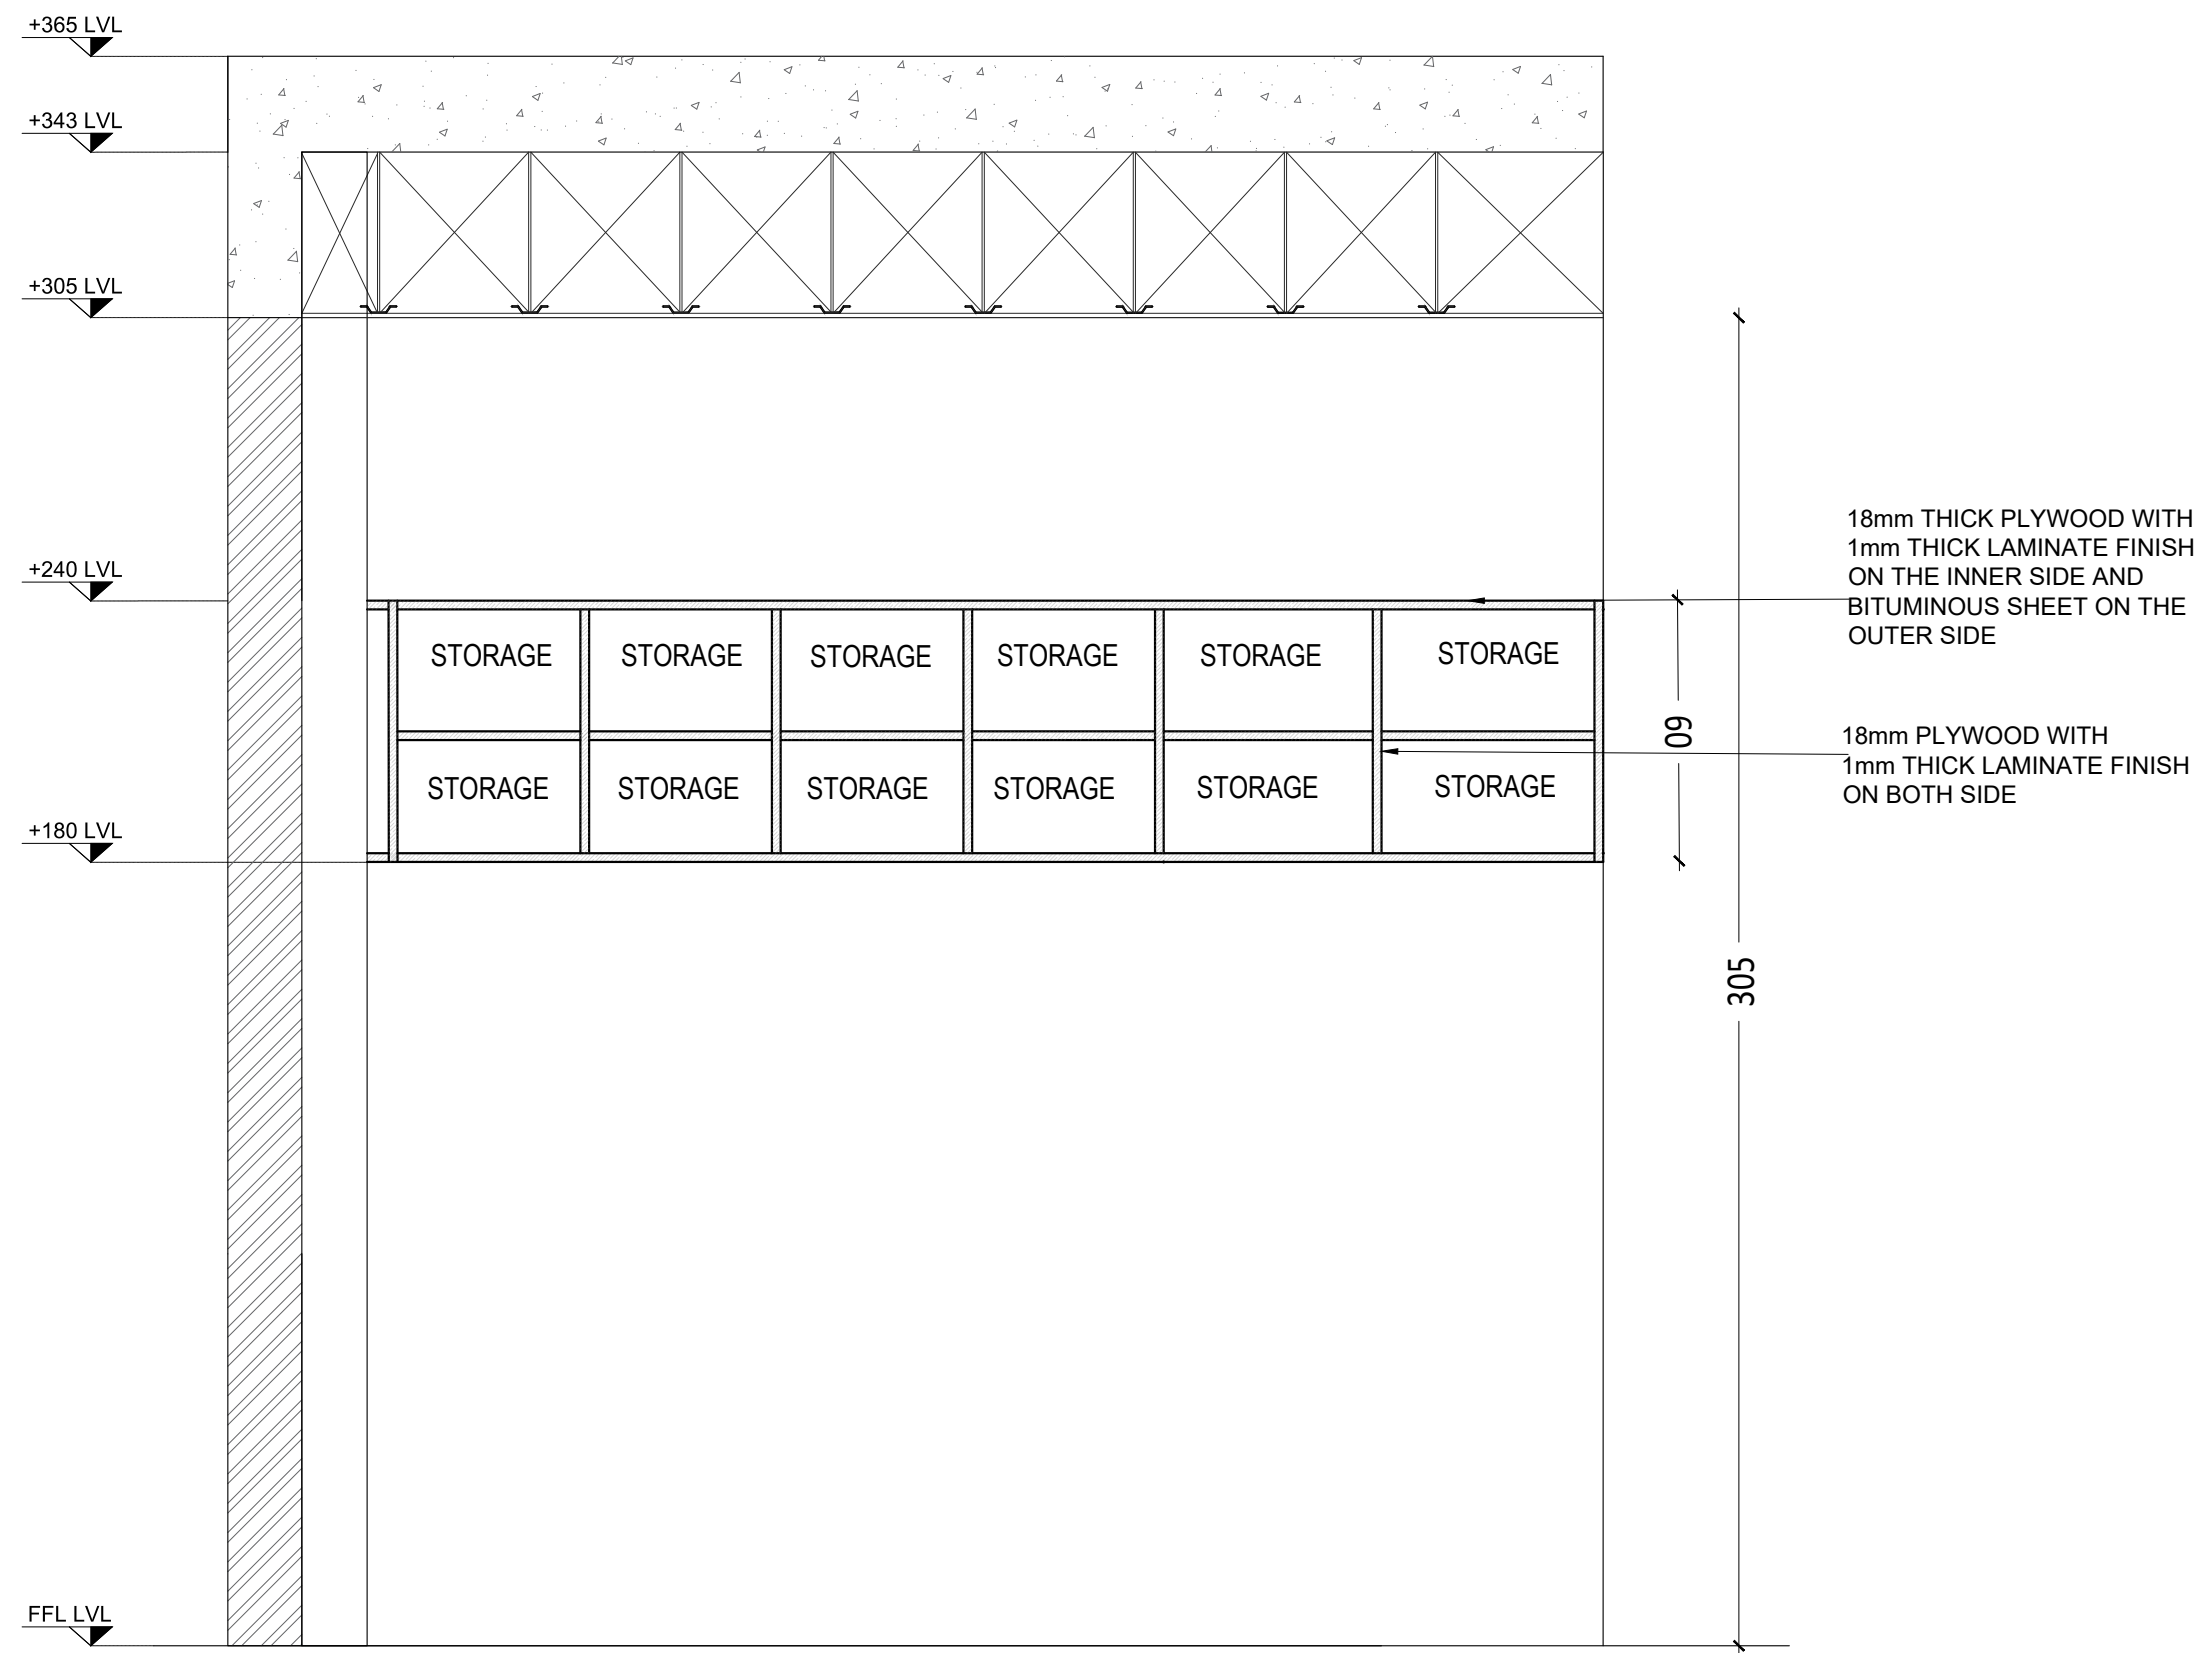 +365 LVL
+343 LVL
+305 LVL
+240 LVL
+180 LVL
FFL LVL
STORAGE STORAGE STORAGE STORAGE STORAGE STORAGE
STORAGE STORAGE STORAGE STORAGE STORAGE STORAGE
60
305
18mm THICK PLYWOOD WITH
1mm THICK LAMINATE FINISH
ON THE INNER SIDE AND
BITUMINOUS SHEET ON THE
OUTER SIDE
18mm PLYWOOD WITH
1mm THICK LAMINATE FINISH
ON BOTH SIDE